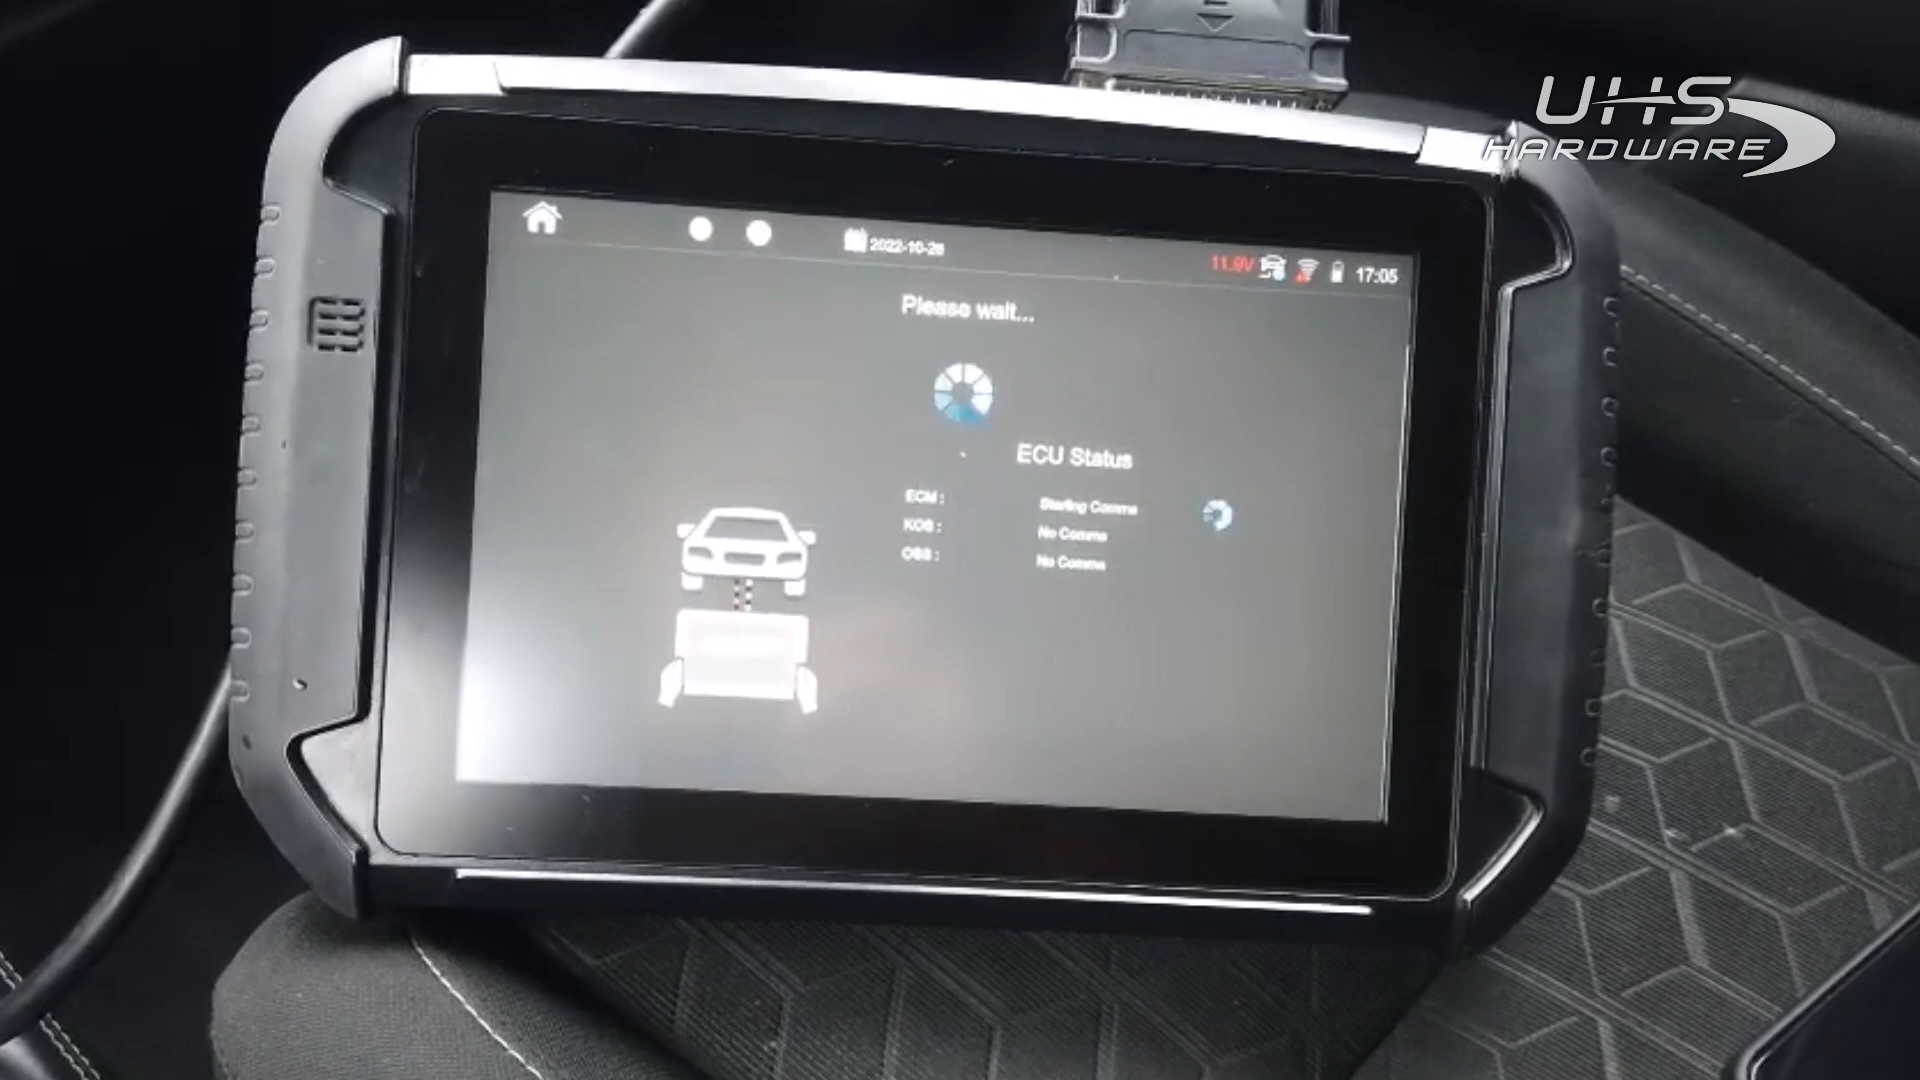 UHS
HARDWARE
2022-10-28
11.9V
17:05
Please wait...
ECU Status
ECM :
Starting Comms
KOS :
No Comms
OSS :
No Comms